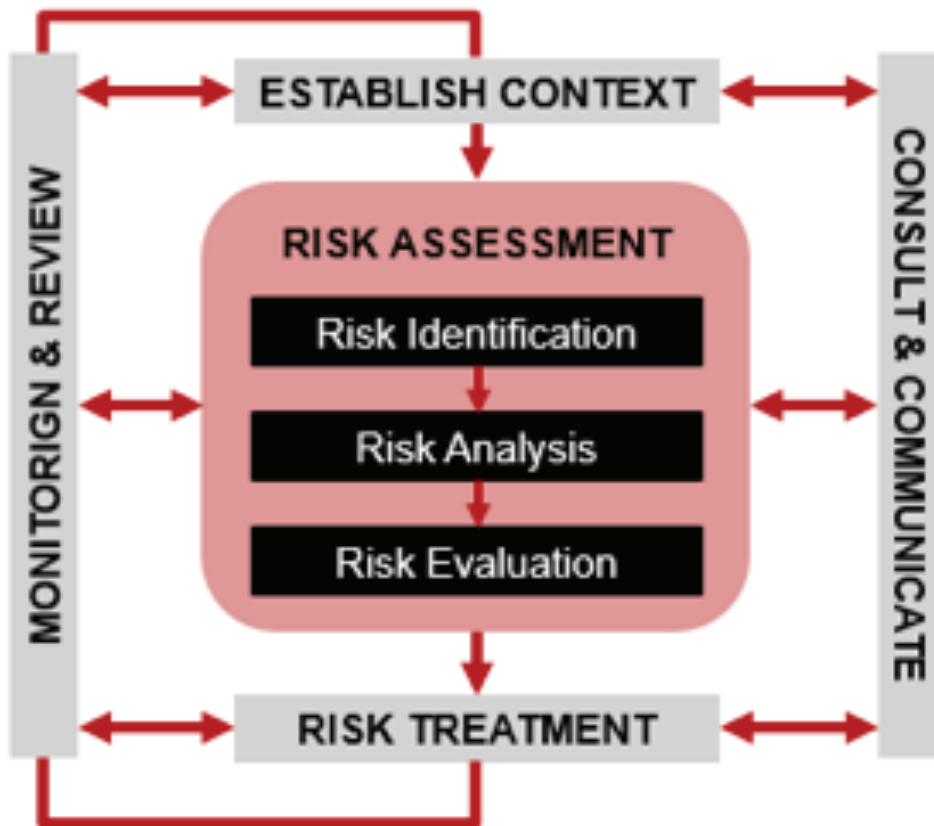 ESTABLISH CONTEXT
MONITORIGN & REVIEW
RISK ASSESSMENT
Risk Identification
Risk Analysis
Risk Evaluation
CONSULT & COMMUNICATE
RISK TREATMENT